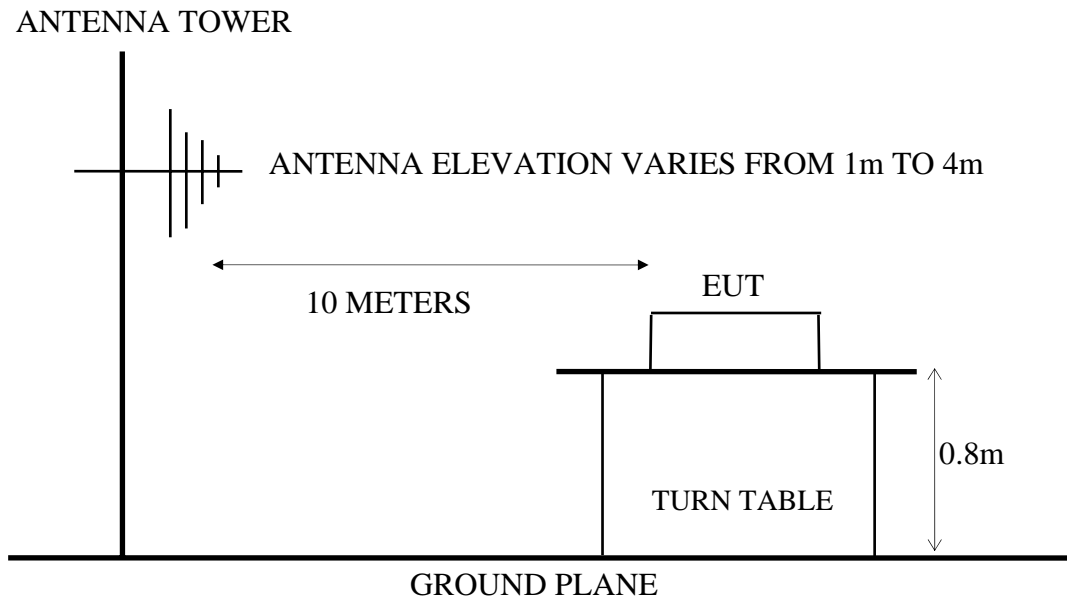 ANTENNA TOWER
ANTENNA ELEVATION VARIES FROM 1m TO 4m
10 METERS
EUT
0.8m
TURN TABLE
GROUND PLANE